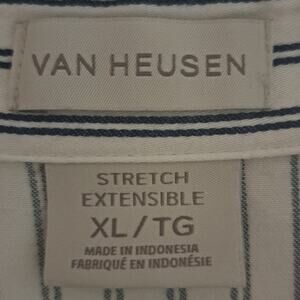 VAN HEUSEN
STRETCH
EXTENSIBLE
XL/TG
MADE IN INDONESIA
FABRIQUÉ EN INDONÉSIE